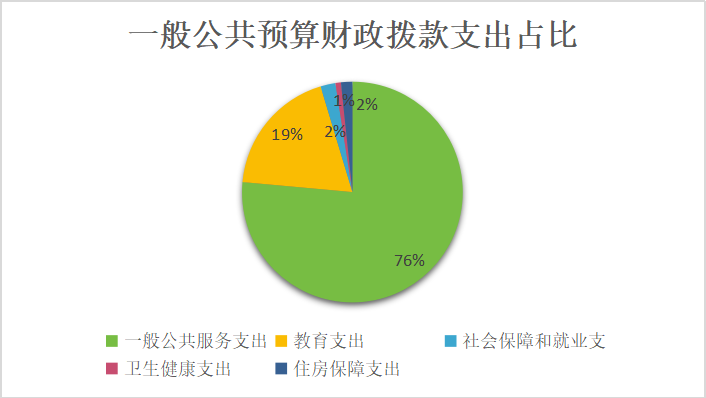 一般公共预算财政拨款支出占比
1% 2%
19% 2%
76%
一般公共服务支出 教育支出 社会保障和就业支
卫生健康支出 住房保障支出